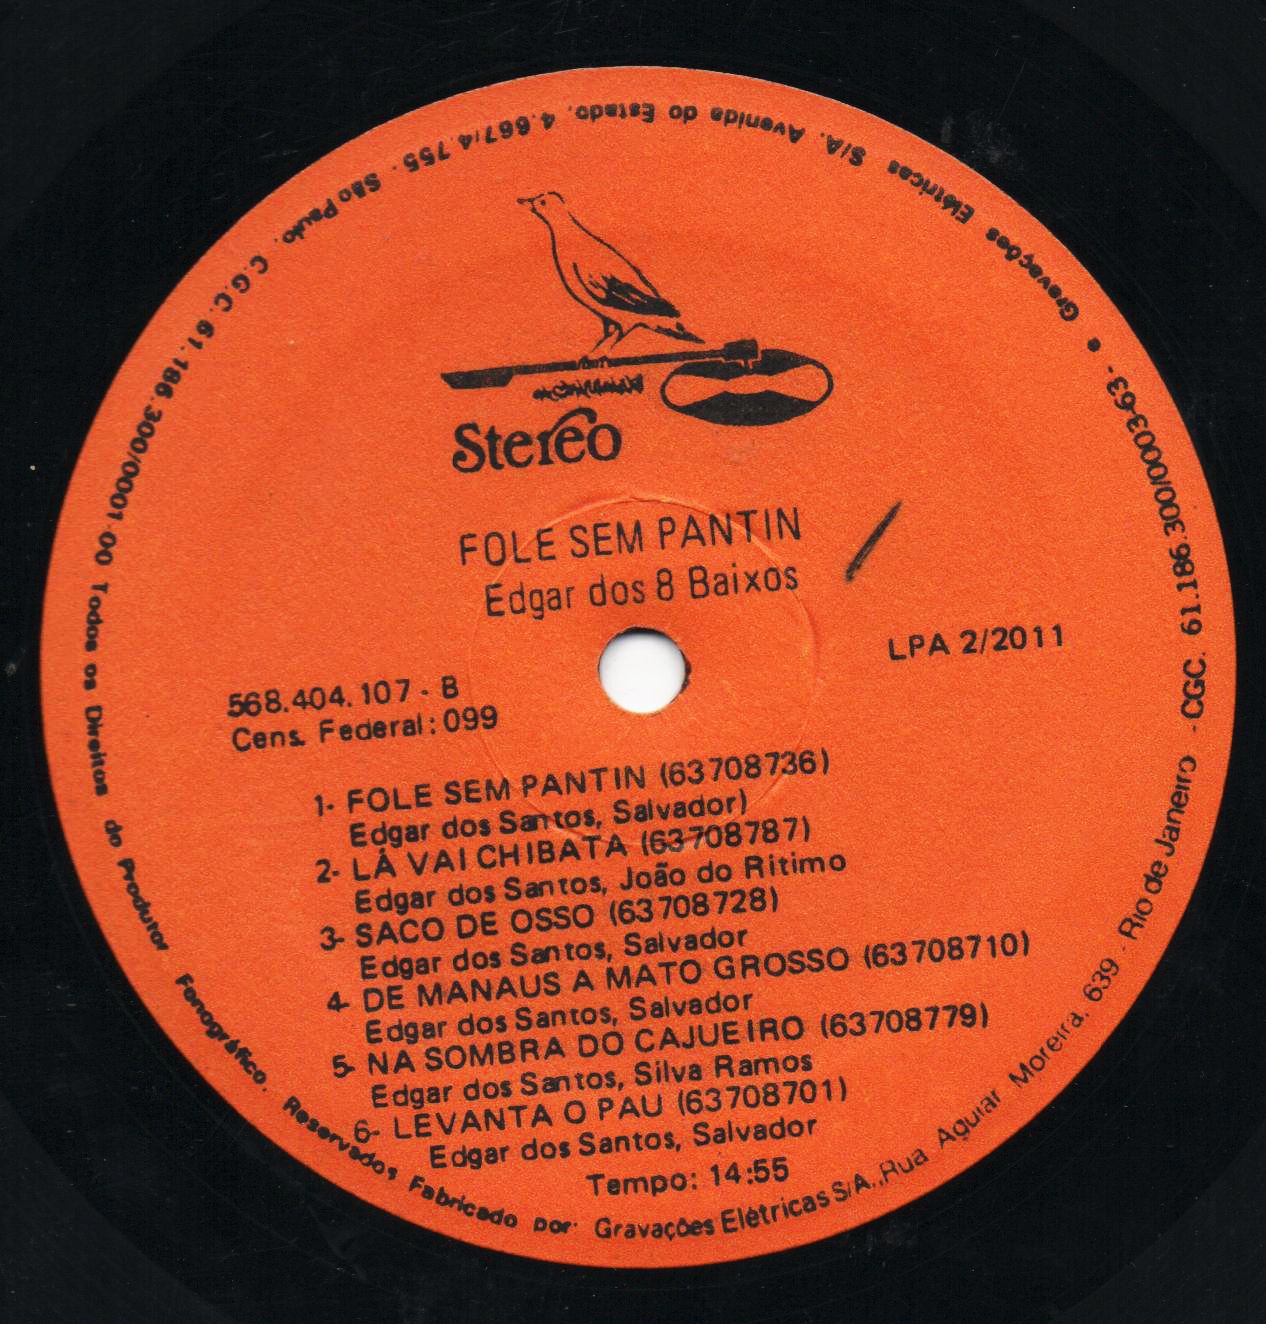 Stereo
FOLE SEM PANTIN
Edgar dos 8 Baixos
LPA 2/2011
568.404.107 - B
Cens. Federal: 099
1- FOLE SEM PANTIN (63708736)
Edgar dos Santos, Salvador)
2- LÁ VAI CHIBATA (63708787)
Edgar dos Santos, João do Ritimo
3- SACO DE OSSO (63708728)
Edgar dos Santos, Salvador
4- DE MANAUS A MATO GROSSO (63708710)
Edgar dos Santos, Salvador
5- NA SOMBRA DO CAJUEIRO (63708779)
Edgar dos Santos, Silva Ramos
6- LEVANTA O PAU (63708701)
Edgar dos Santos, Salvador
Tempo: 14:55
Todos os Direitos do Produtor Fonográfico. Reservados Fabricado por: Gravações Elétricas S/A.,Rua Aguiar Moreira, 639 - Rio de Janeiro - CGC. 61.186.300/0003-63- e Gravações Elétricas S/A. Avenida do Estado, 4.667/4.755 - São Paulo. C.G.C. 61.186.300/0001-00